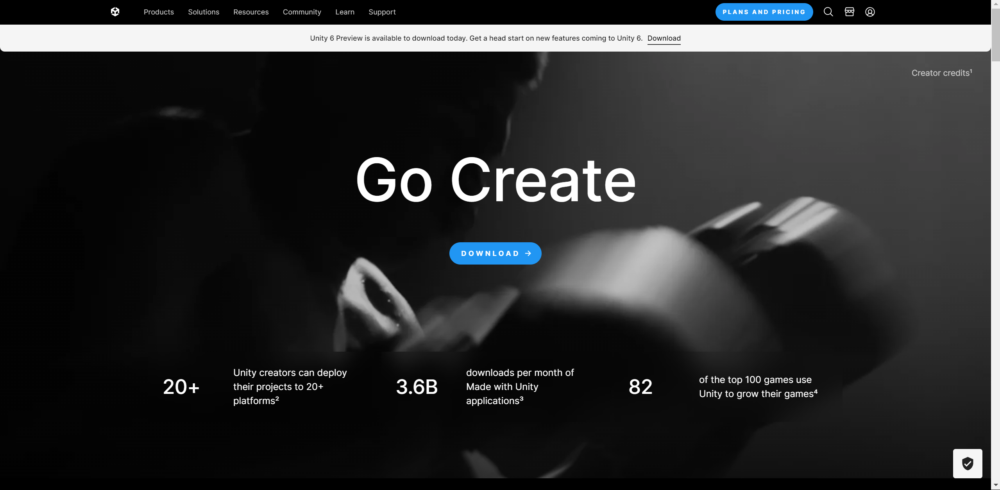 Products Solutions Resources Community Learn Support PLANS AND PRICING
Unity 6 Preview is available to download today. Get a head start on new features coming to Unity 6. Download
Creator credits¹
Go Create
DOWNLOAD →
20+
Unity creators can deploy
their projects to 20+
platforms²
3.6B
downloads per month of
Made with Unity
applications³
82
of the top 100 games use
Unity to grow their games⁴